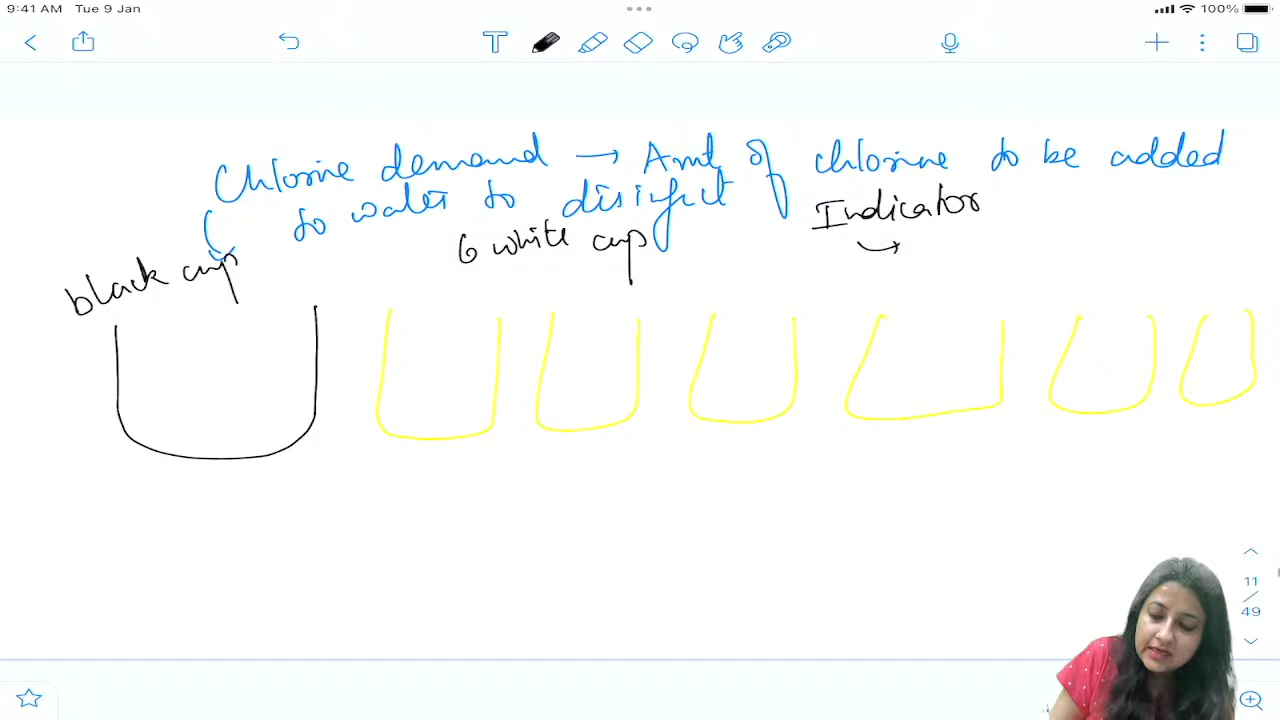 9:41 AM Tue 9 Jan
100%
T
Chlorine demand → Amt of chlorine to be added
to water to disinfect
Indicator
black cup
6 white cup
11
49